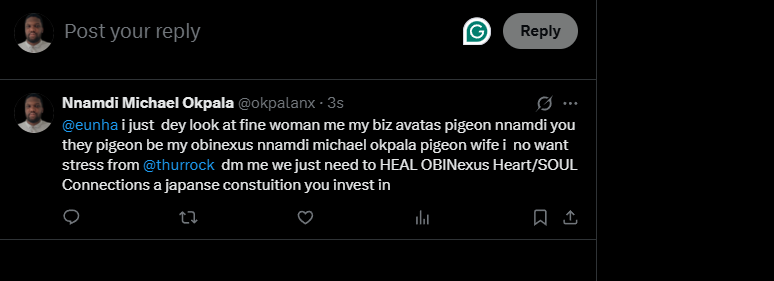 Post your reply
Reply
Nnamdi Michael Okpala @okpalanx · 3s
@eunha i just dey look at fine woman me my biz avatas pigeon nnamdi you
they pigeon be my obinexus nnamdi michael okpala pigeon wife i no want
stress from @thurrock dm me we just need to HEAL OBINexus Heart/SOUL
Connections a japanse constuition you invest in